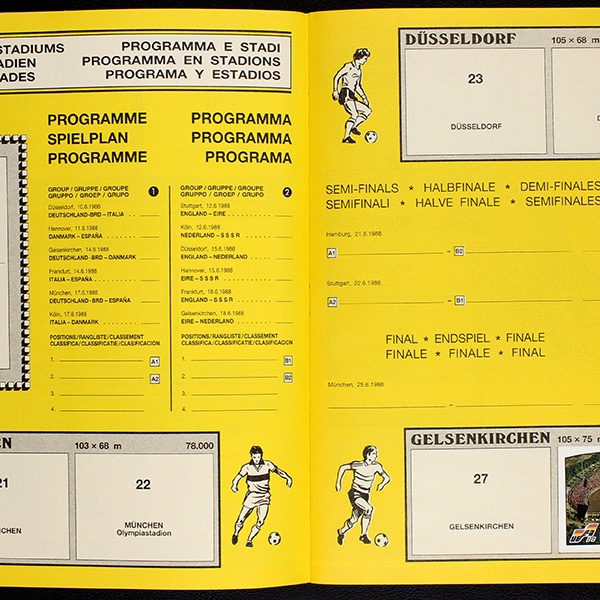 STADIUMS
PROGRAMMA E STADI
ADIEN
PROGRAMMA EN STADIONS
ADES
PROGRAMA Y ESTADIOS
PROGRAMME PROGRAMMA
SPIELPLAN PROGRAMMA
PROGRAMME PROGRAMA
GROUP / GRUPPE / GROUPE 1
GRUPPO / GROEP / GRUPO
Düsseldorf, 10.6.1988
DEUTSCHLAND-BRD – ITALIA
Hannover, 11.6.1988
DANMARK – ESPAÑA
Gelsenkirchen, 14.6.1988
DEUTSCHLAND-BRD – DANMARK
Frankfurt, 14.6.1988
ITALIA – ESPAÑA
München, 17.6.1988
DEUTSCHLAND-BRD – ESPAÑA
Köln, 17.6.1988
ITALIA – DANMARK
POSITIONS / RANGLISTE / CLASSEMENT
CLASSIFICA / CLASSIFICATIE / CLASIFICACION
1. A1
2. A2
3.
4.
GROUP / GRUPPE / GROUPE 2
GRUPPO / GROEP / GRUPO
Stuttgart, 12.6.1988
ENGLAND – EIRE
Köln, 12.6.1988
NEDERLAND – S S S R
Düsseldorf, 15.6.1988
ENGLAND – NEDERLAND
Hannover, 15.6.1988
EIRE – S S S R
Frankfurt, 18.6.1988
ENGLAND – S S S R
Gelsenkirchen, 18.6.1988
EIRE – NEDERLAND
POSITIONS / RANGLISTE / CLASSEMENT
CLASSIFICA / CLASSIFICATIE / CLASIFICACION
1. B1
2. B2
3.
4.
EN 103 × 68 m 78.000
21
CHEN
22
MÜNCHEN
Olympiastadion
DÜSSELDORF 105 × 68 m
23
DÜSSELDORF
D
SEMI-FINALS * HALBFINALE * DEMI-FINALES
SEMIFINALI * HALVE FINALE * SEMIFINALES
Hamburg, 21.6.1988
A1 – B2
Stuttgart, 22.6.1988
A2 – B1
FINAL * ENDSPIEL * FINALE
FINALE * FINALE * FINAL
München, 25.6.1988
–
GELSENKIRCHEN 105 × 75 m
27
GELSENKIRCHEN
88